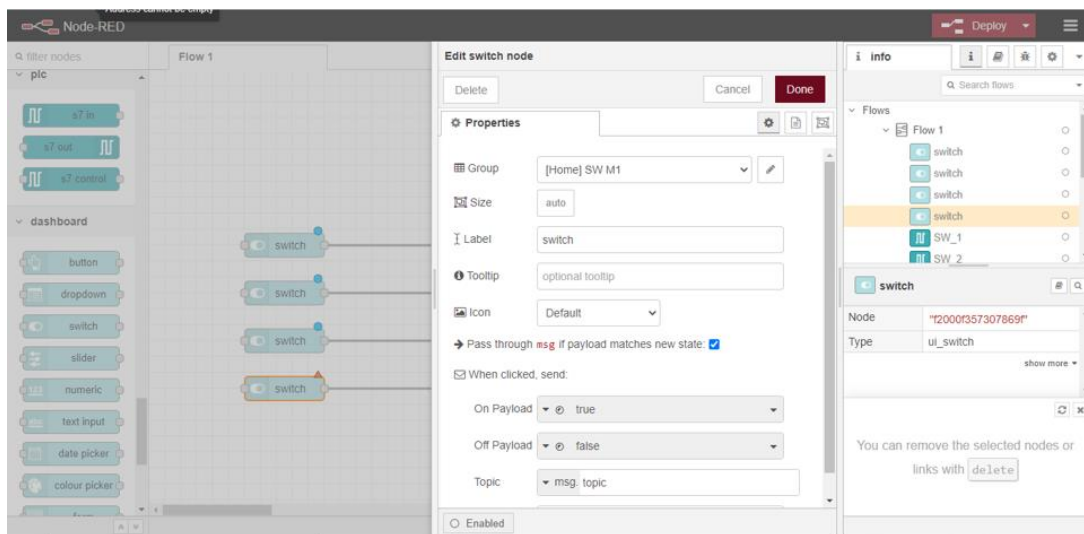 Address cannot be empty
Node-RED
Deploy
filter nodes
plc
s7 in
s7 out
s7 control
dashboard
button
dropdown
switch
slider
numeric
text input
date picker
colour picker
form
Flow 1
switch
switch
switch
switch
Edit switch node
Delete
Cancel
Done
Properties
Group
[Home] SW M1
Size
auto
Label
switch
Tooltip
optional tooltip
Icon
Default
Pass through msg if payload matches new state:
When clicked, send:
On Payload
true
Off Payload
false
Topic
msg. topic
Enabled
info
i
Search flows
Flows
Flow 1
switch
switch
switch
switch
SW_1
SW_2
switch
Node
"f2000f357307869f"
Type
ui_switch
show more
You can remove the selected nodes or
links with delete